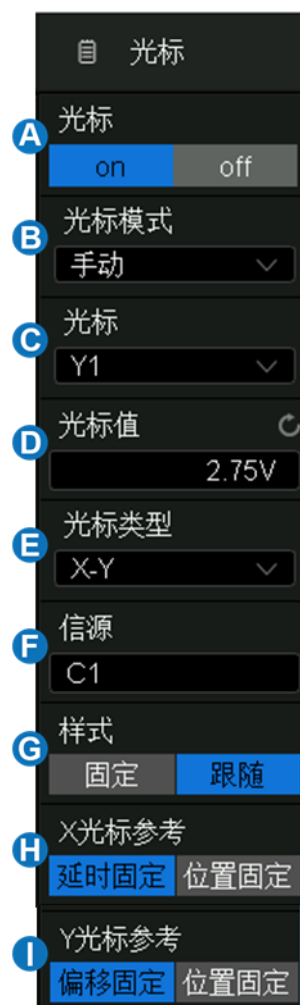 光标
A 光标
on off
B 光标模式
手动
C 光标
Y1
D 光标值
2.75V
E 光标类型
X-Y
F 信源
C1
G 样式
固定 跟随
H X光标参考
延时固定 位置固定
I Y光标参考
偏移固定 位置固定